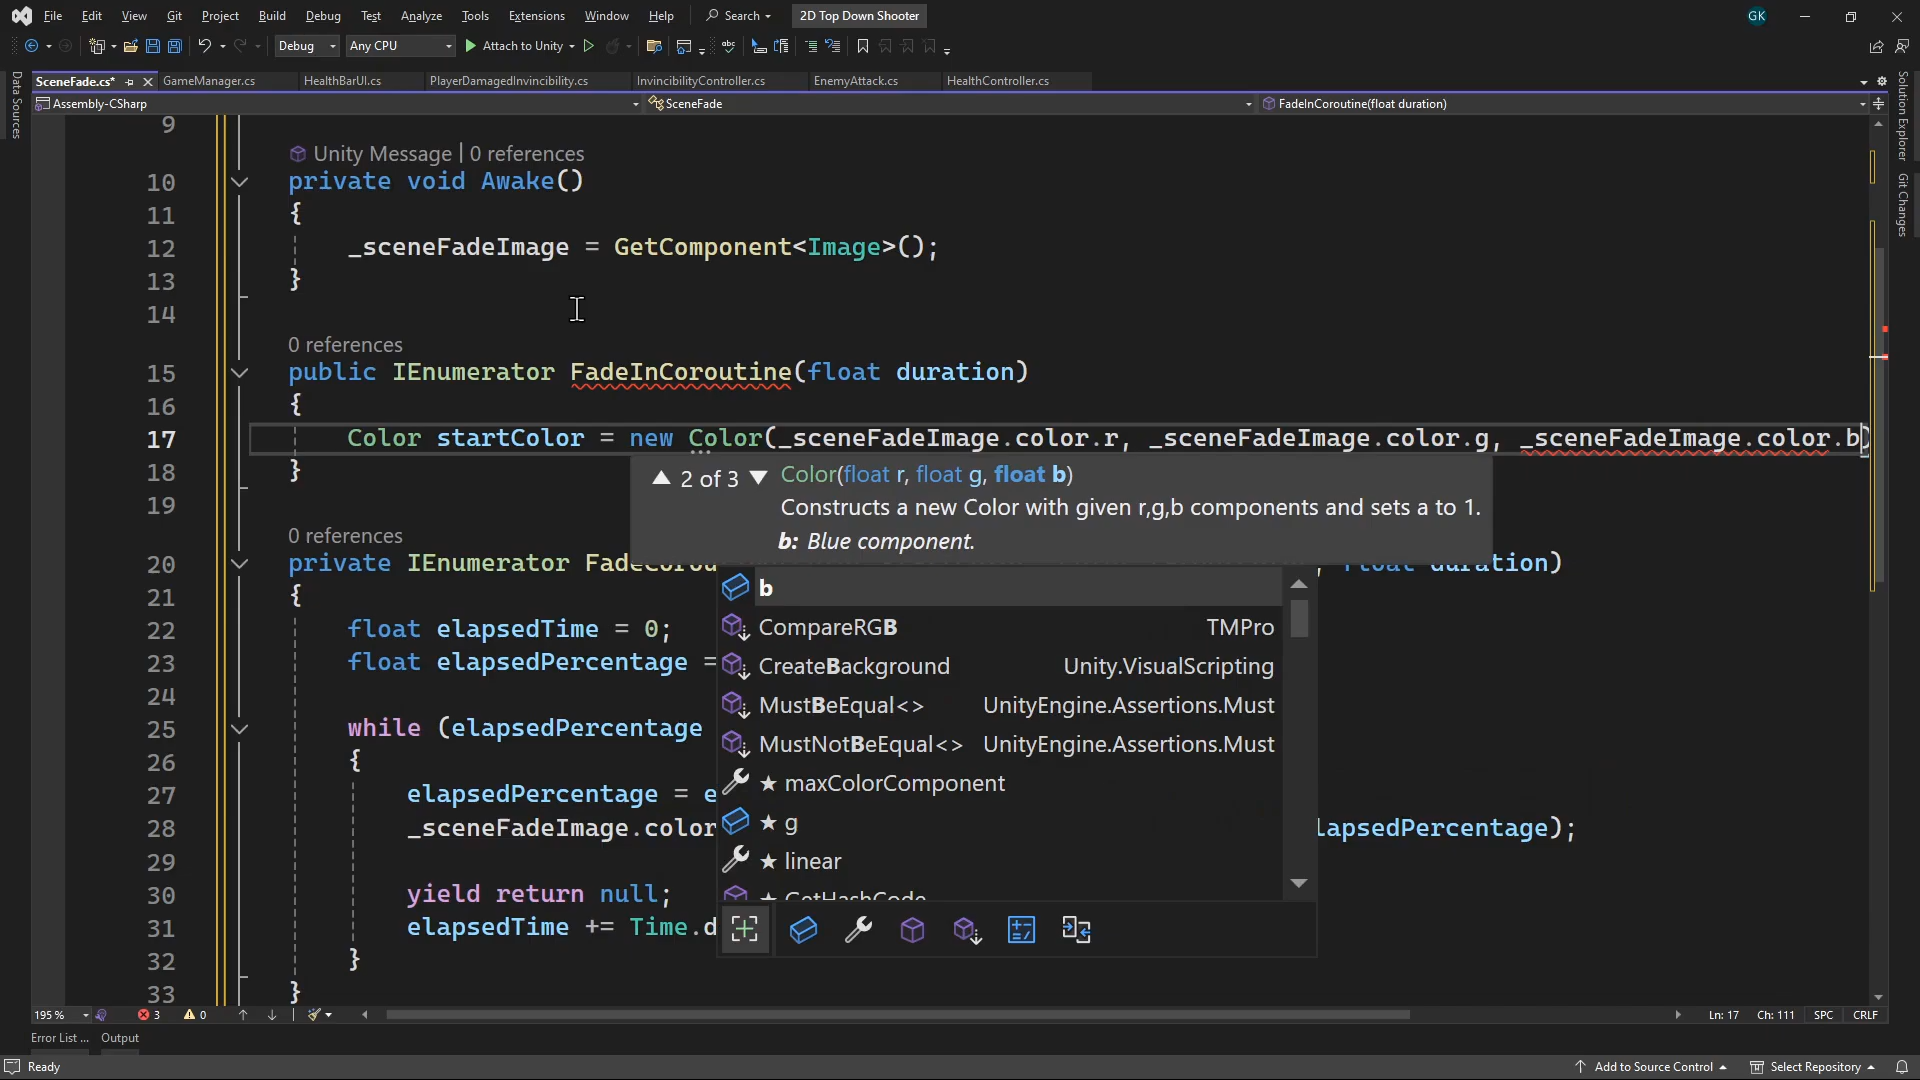 File Edit View Git Project Build Debug Test Analyze Tools Extensions Window Help Search 2D Top Down Shooter GK
Debug Any CPU Attach to Unity
SceneFade.cs* GameManager.cs HealthBarUI.cs PlayerDamagedInvincibility.cs InvincibilityController.cs EnemyAttack.cs HealthController.cs
Assembly-CSharp SceneFade FadeInCoroutine(float duration)
Data Sources
Solution Explorer
Git Changes
9
Unity Message | 0 references
10 private void Awake()
11 {
12 _sceneFadeImage = GetComponent<Image>();
13 }
14
0 references
15 public IEnumerator FadeInCoroutine(float duration)
16 {
17 Color startColor = new Color(_sceneFadeImage.color.r, _sceneFadeImage.color.g, _sceneFadeImage.color.b)
18 }
2 of 3 Color(float r, float g, float b)
Constructs a new Color with given r,g,b components and sets a to 1.
b: Blue component.
19
0 references
20 private IEnumerator duration)
21 {
22 float elapsedTime = 0;
23 float elapsedPercentage =
24
25 while (elapsedPercentage
26 {
27 elapsedPercentage = e
28 _sceneFadeImage.color lapsedPercentage);
29
30 yield return null;
31 elapsedTime += Time.d
32 }
33 }
b
CompareRGB TMPro
CreateBackground Unity.VisualScripting
MustBeEqual<> UnityEngine.Assertions.Must
MustNotBeEqual<> UnityEngine.Assertions.Must
★ maxColorComponent
★ g
★ linear
★ GetHashCode
195 % 3 0 Ln: 17 Ch: 111 SPC CRLF
Error List ... Output
Ready Add to Source Control Select Repository